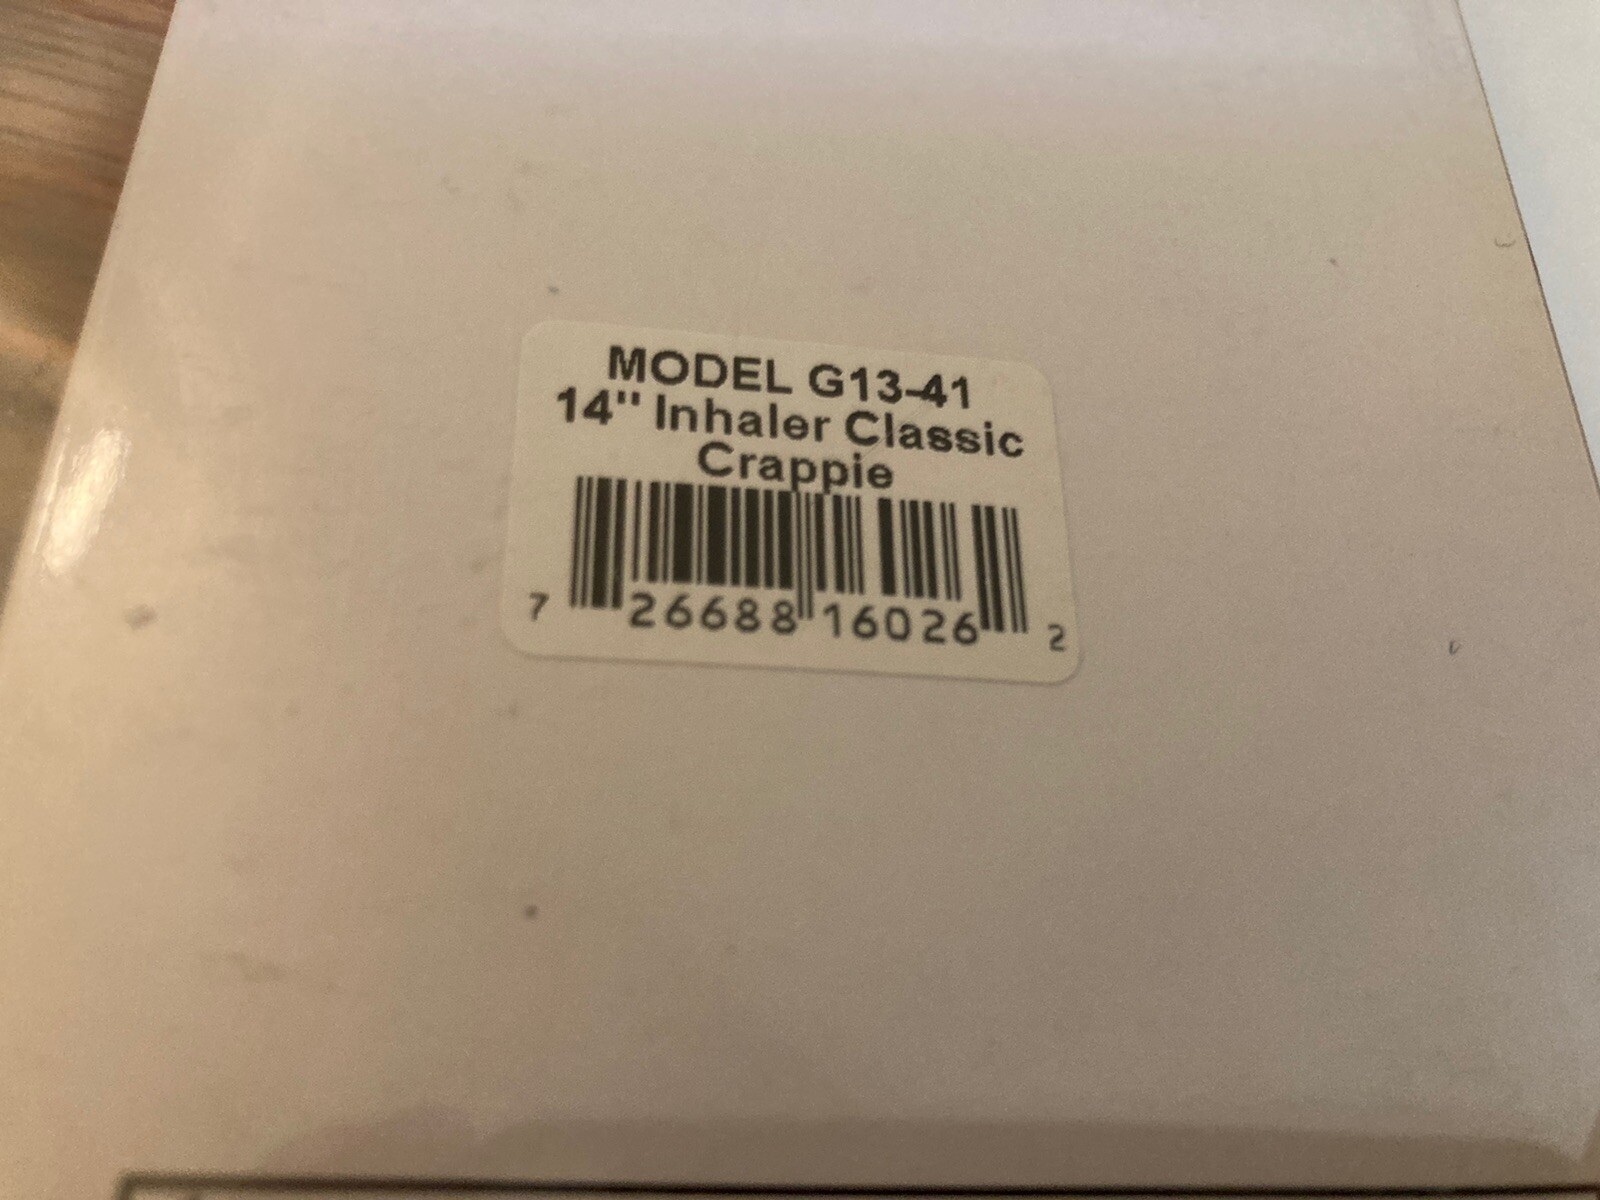 MODEL G13-41
14" Inhaler Classic
Crappie
7 26688 16026 2